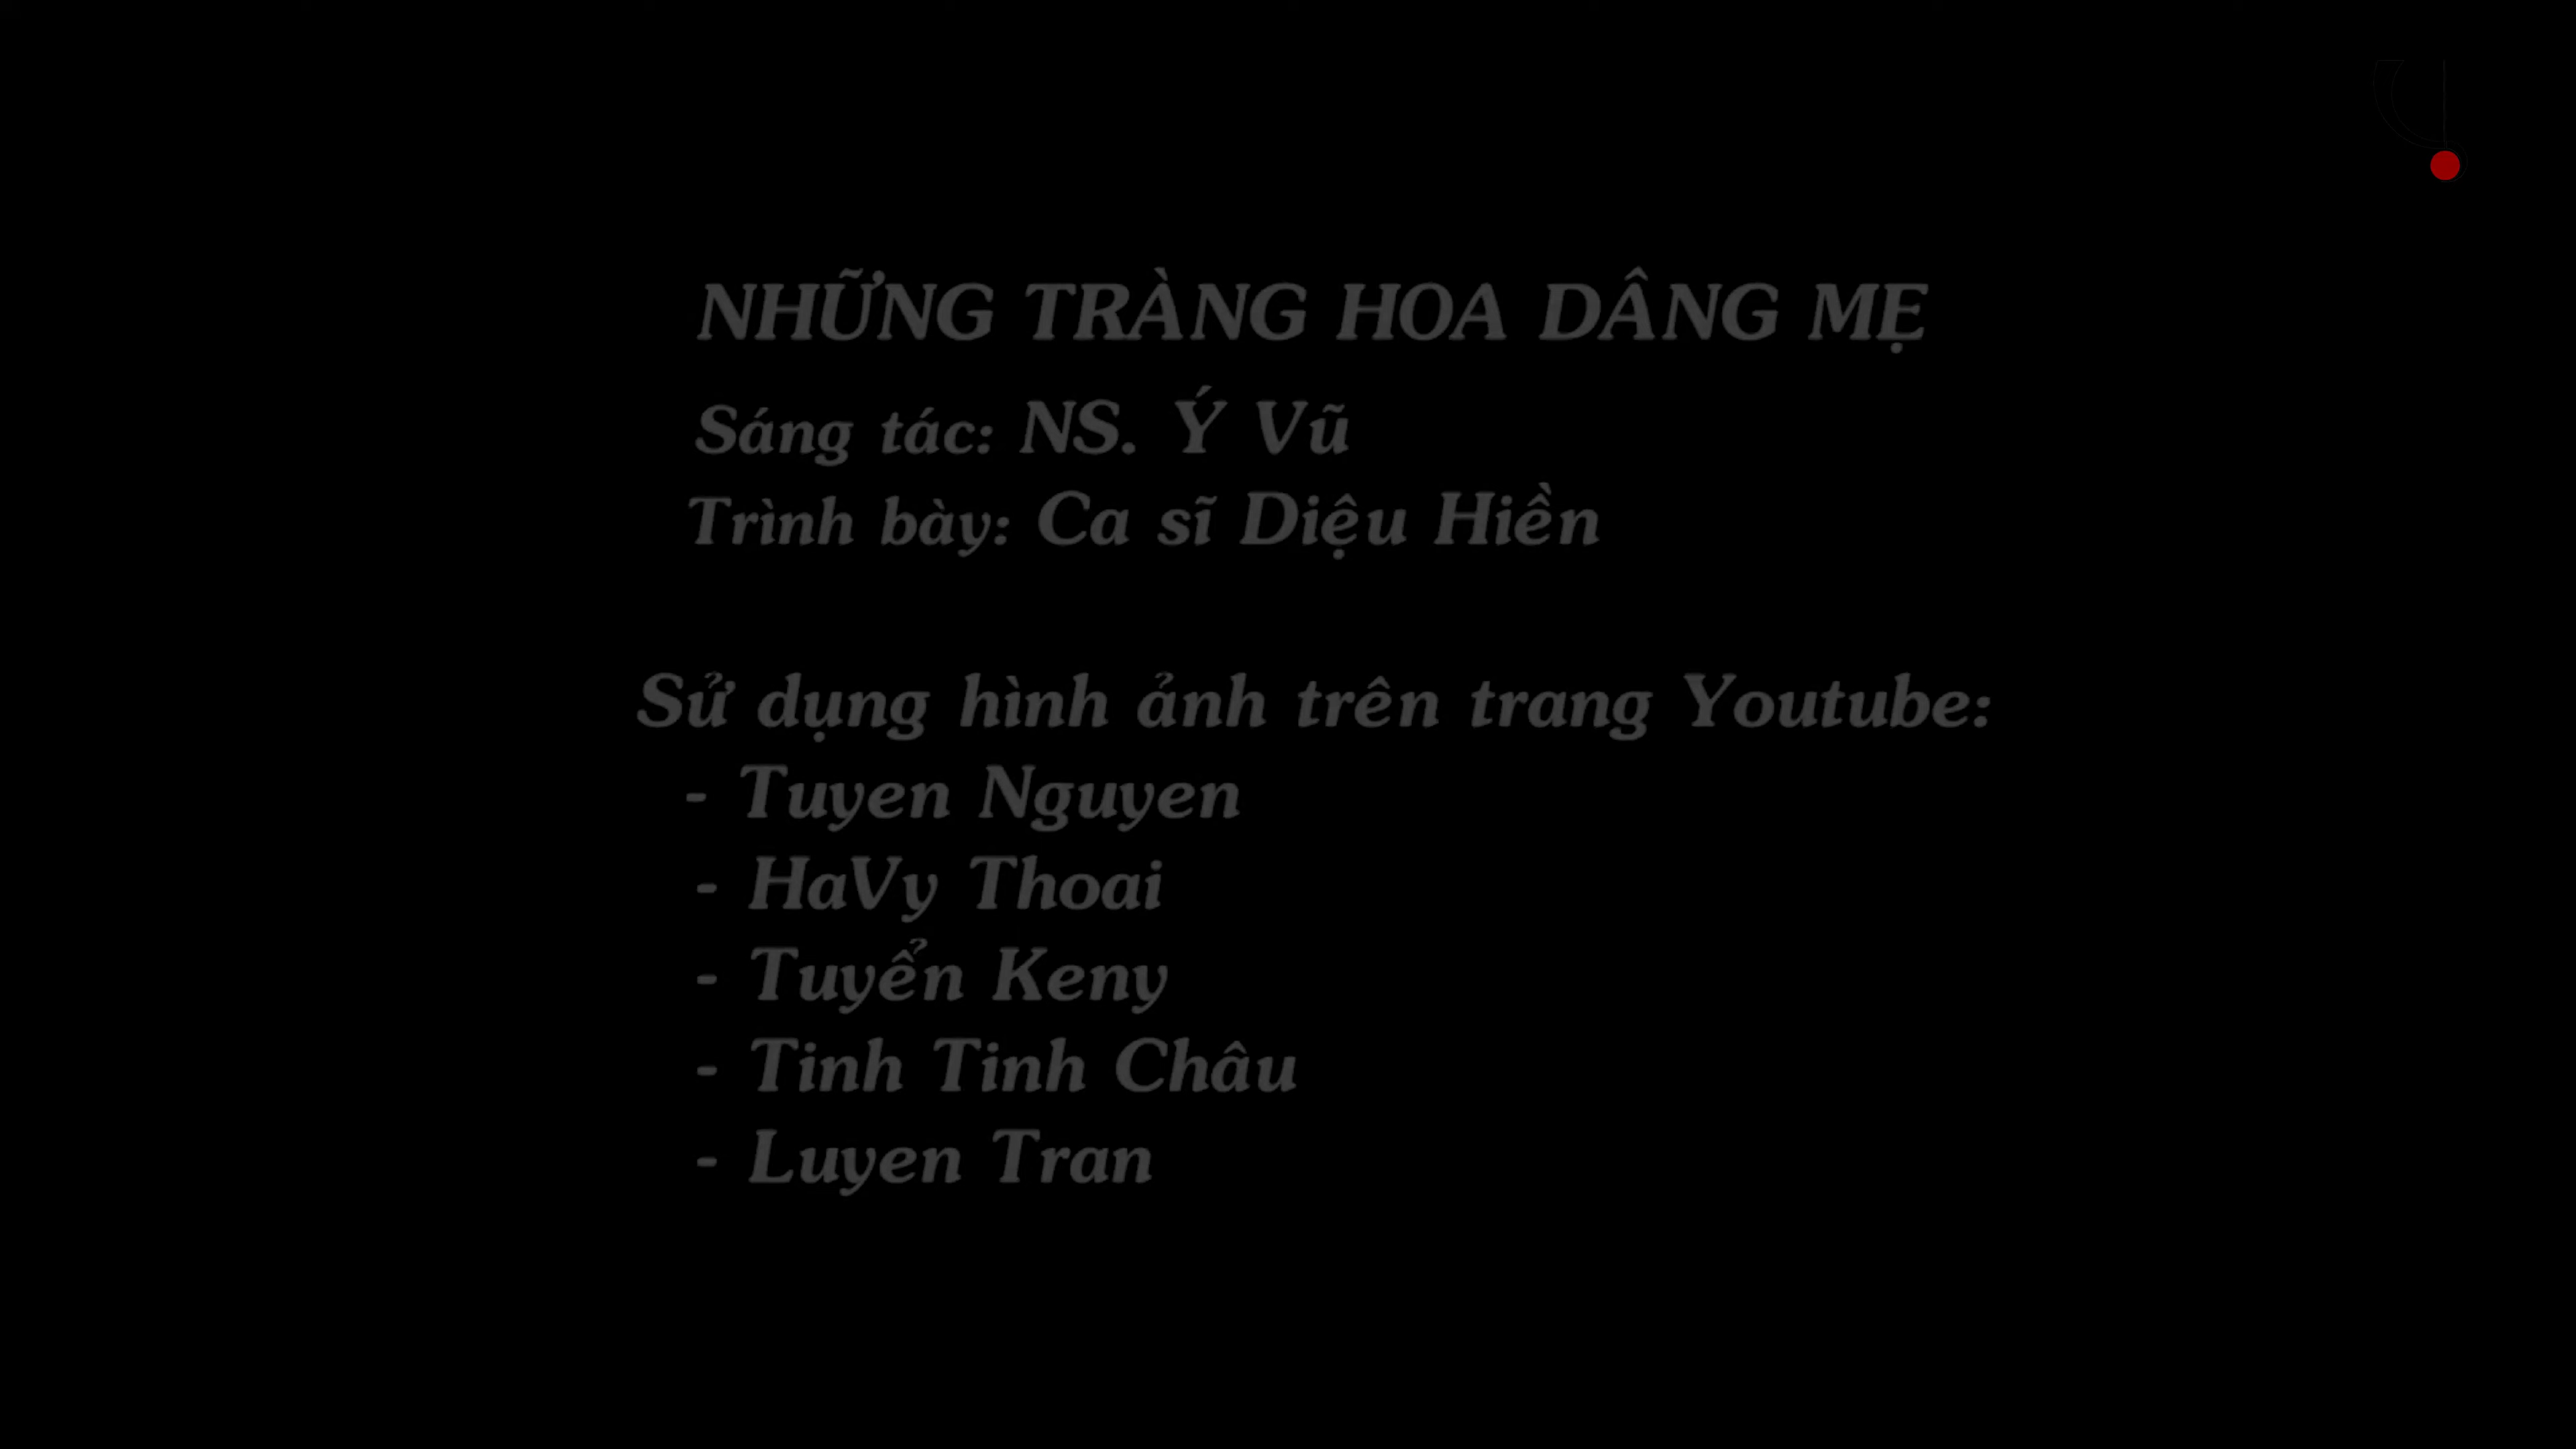 NHỮNG TRÀNG HOA DÂNG MẸ
Sáng tác: NS. Ý Vũ
Trình bày: Ca sĩ Diệu Hiền
Sử dụng hình ảnh trên trang Youtube:
- Tuyen Nguyen
- HaVy Thoai
- Tuyển Keny
- Tinh Tinh Châu
- Luyen Tran